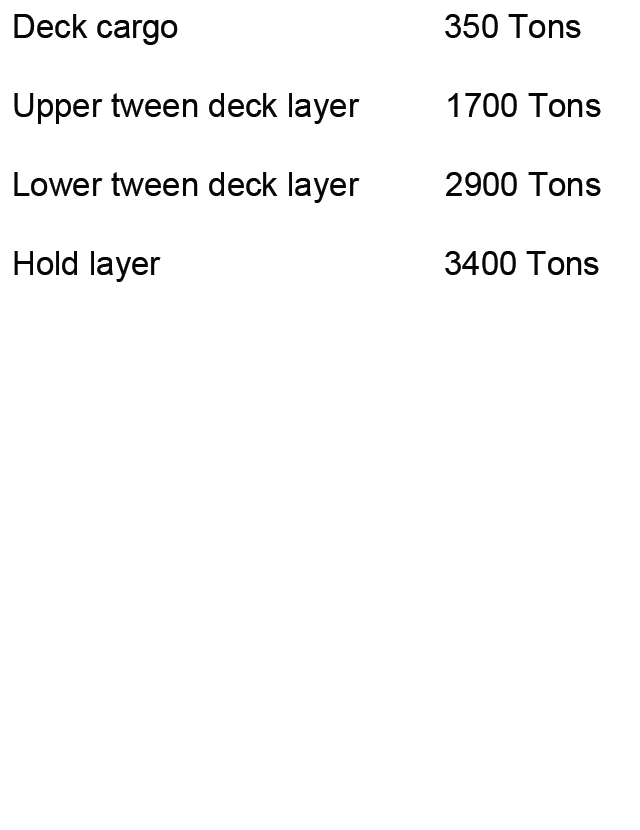 Deck cargo 350 Tons
Upper tween deck layer 1700 Tons
Lower tween deck layer 2900 Tons
Hold layer 3400 Tons